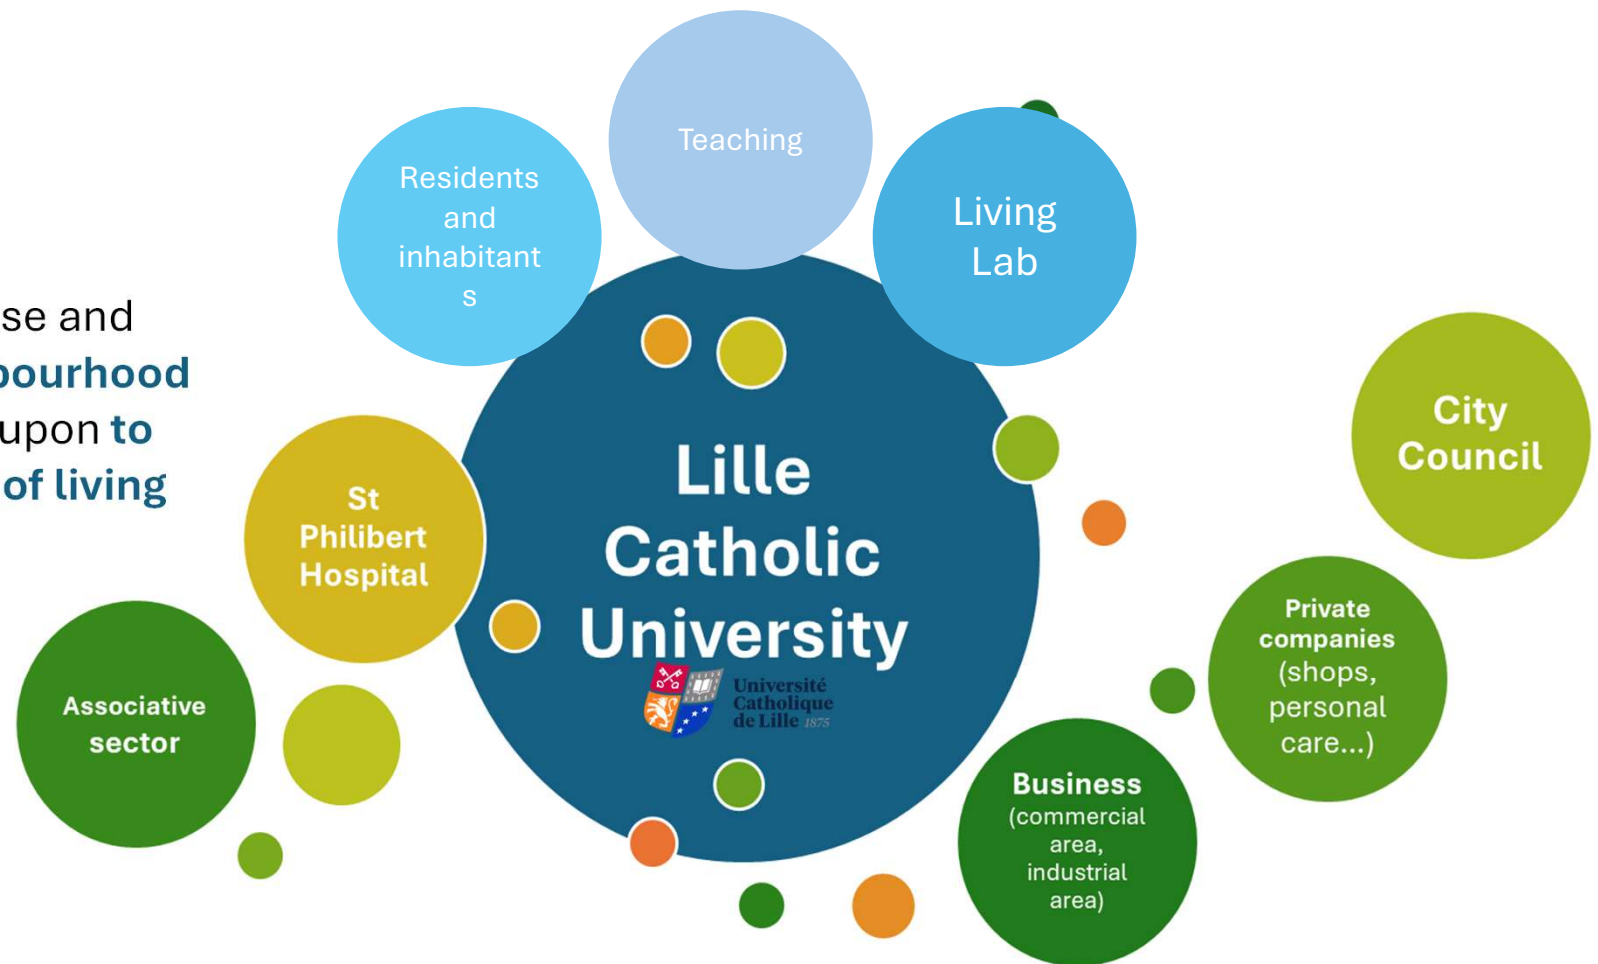 Teaching
Residents
and
inhabitant
s
Living
Lab
se and
bourhood
upon to
of living
City
Council
St
Philibert
Hospital
Lille
Catholic
University
Université
Catholique
de Lille 1875
Private
companies
(shops,
personal
care...)
Associative
sector
Business
(commercial
area,
industrial
area)